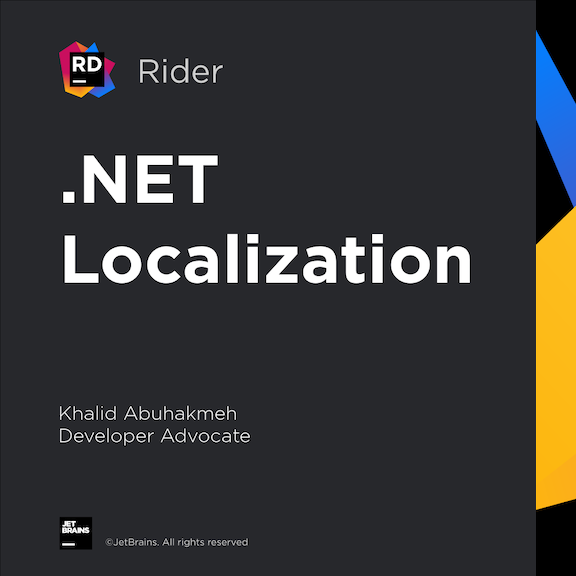 RD
Rider
.NET
Localization
Khalid Abuhakmeh
Developer Advocate
JET
BRAINS
©JetBrains. All rights reserved